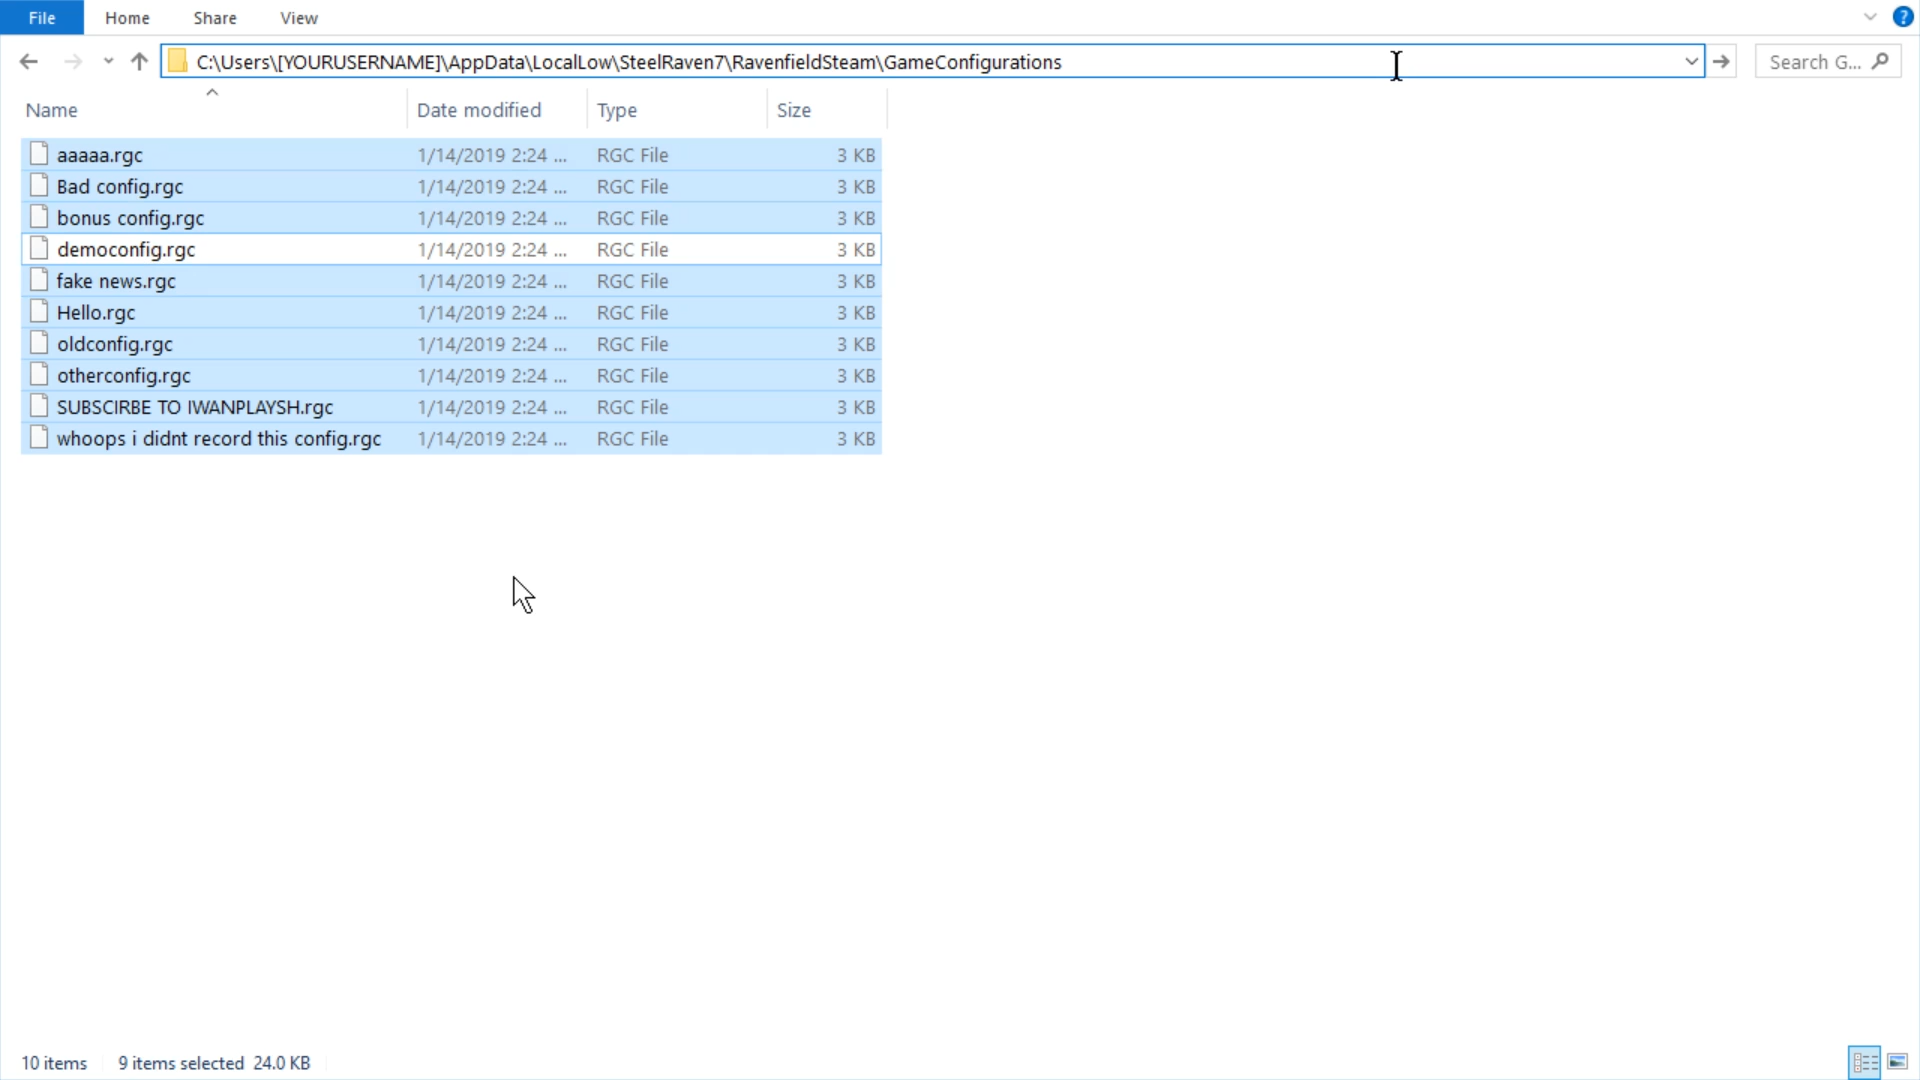 File Home Share View
C:\Users\[YOURUSERNAME]\AppData\LocalLow\SteelRaven7\RavenfieldSteam\GameConfigurations Search G...
Name Date modified Type Size
aaaaa.rgc 1/14/2019 2:24 ... RGC File 3 KB
Bad config.rgc 1/14/2019 2:24 ... RGC File 3 KB
bonus config.rgc 1/14/2019 2:24 ... RGC File 3 KB
democonfig.rgc 1/14/2019 2:24 ... RGC File 3 KB
fake news.rgc 1/14/2019 2:24 ... RGC File 3 KB
Hello.rgc 1/14/2019 2:24 ... RGC File 3 KB
oldconfig.rgc 1/14/2019 2:24 ... RGC File 3 KB
otherconfig.rgc 1/14/2019 2:24 ... RGC File 3 KB
SUBSCIRBE TO IWANPLAYSH.rgc 1/14/2019 2:24 ... RGC File 3 KB
whoops i didnt record this config.rgc 1/14/2019 2:24 ... RGC File 3 KB
10 items 9 items selected 24.0 KB